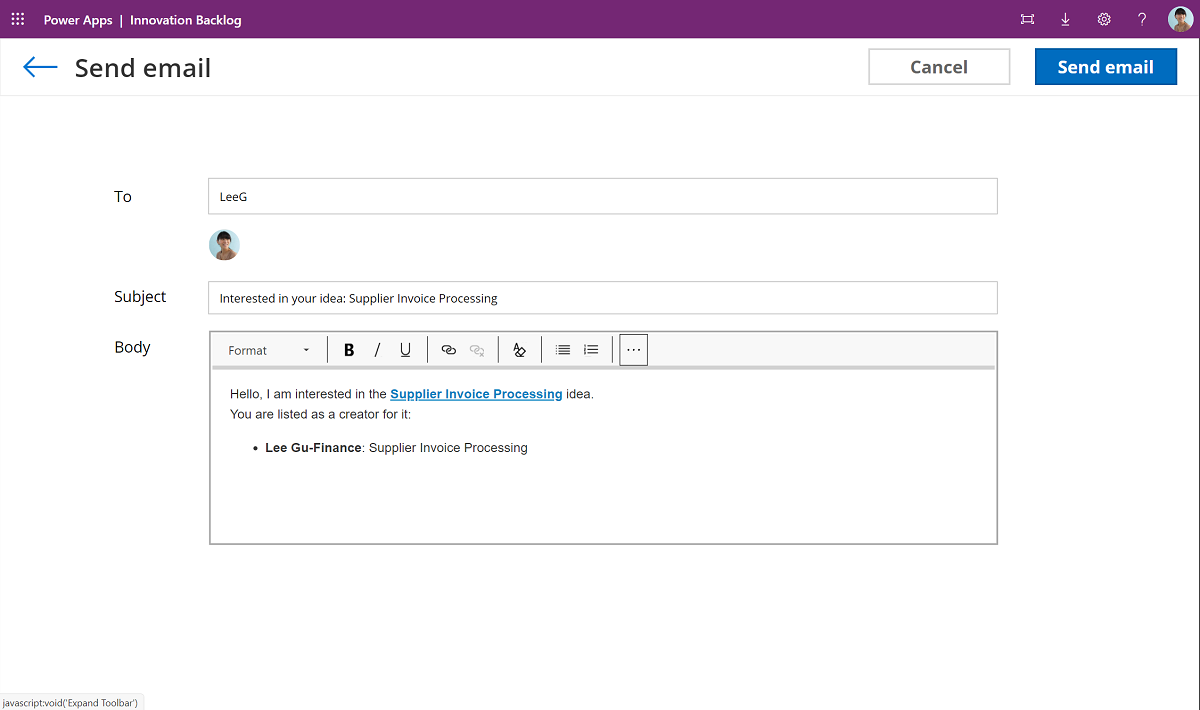 Power Apps | Innovation Backlog
Send email
Cancel
Send email
To
LeeG
Subject
Interested in your idea: Supplier Invoice Processing
Body
Format
B I U
Hello, I am interested in the Supplier Invoice Processing idea.
You are listed as a creator for it:
• Lee Gu-Finance: Supplier Invoice Processing
javascript:void('Expand Toolbar')